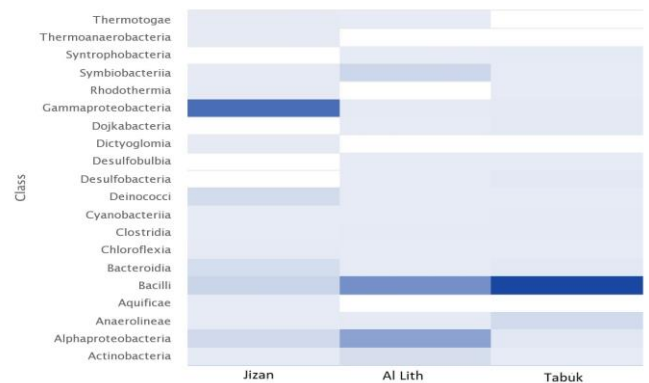 Thermotogae
Thermoanaerobacteria
Syntrophobacteria
Symbiobacteriia
Rhodothermia
Gammaproteobacteria
Dojkabacteria
Dictyoglomia
Desulfobulbia
Desulfobacteria
Deinococci
Cyanobacteriia
Clostridia
Chloroflexia
Bacteroidia
Bacilli
Aquificae
Anaerolineae
Alphaproteobacteria
Actinobacteria
Class
Jizan Al Lith Tabuk